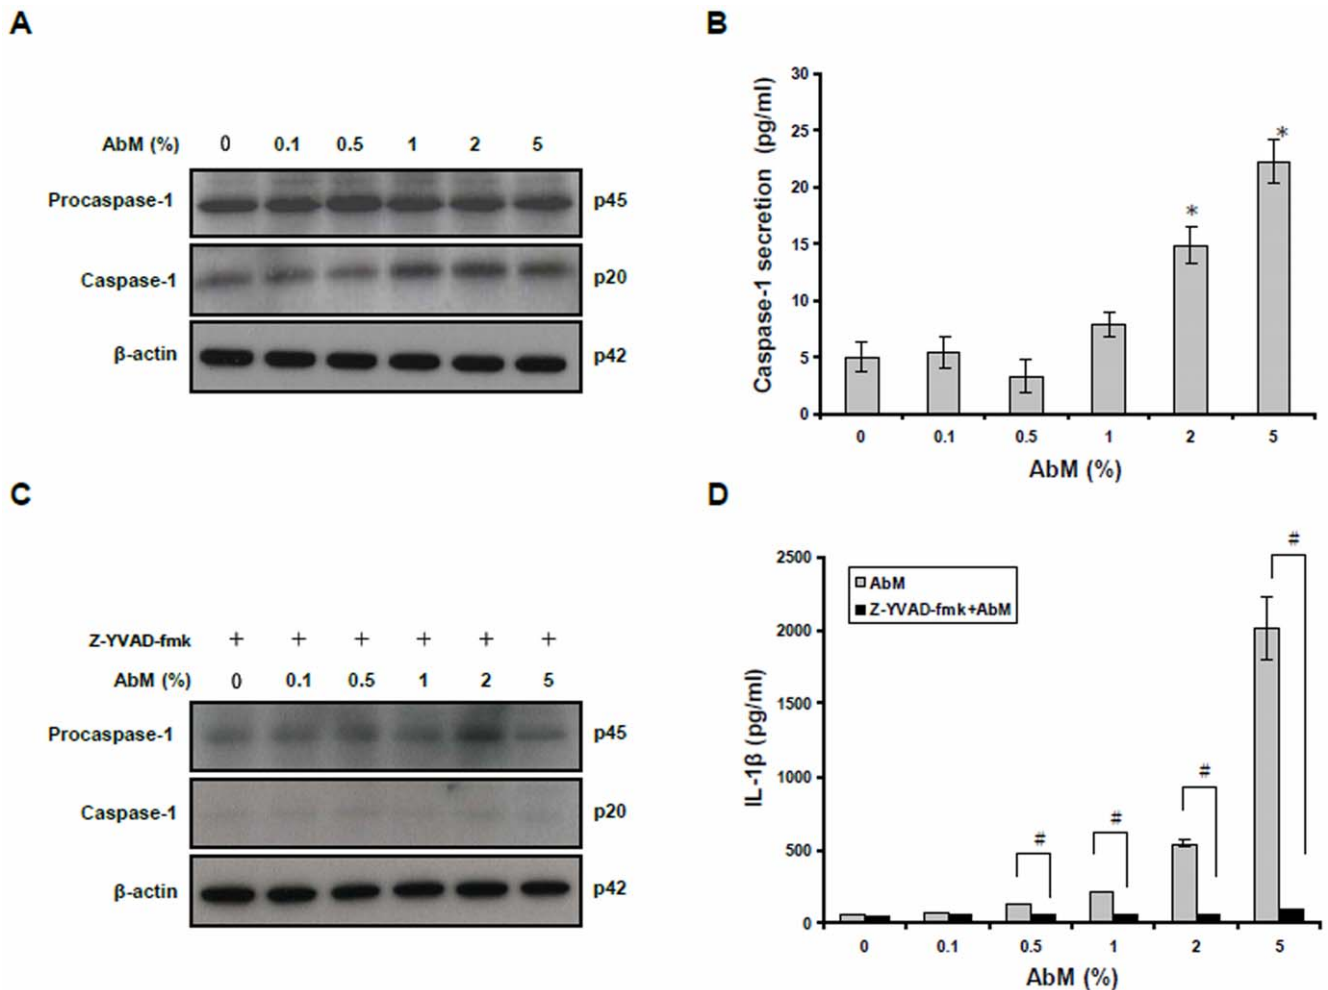 A
AbM (%) 0 0.1 0.5 1 2 5
Procaspase-1 p45
Caspase-1 p20
β-actin p42
B
Caspase-1 secretion (pg/ml)
30
25
20
15
10
5
0
* *
0 0.1 0.5 1 2 5
AbM (%)
C
Z-YVAD-fmk + + + + + +
AbM (%) 0 0.1 0.5 1 2 5
Procaspase-1 p45
Caspase-1 p20
β-actin p42
D
IL-1β (pg/ml)
2500
2000
1500
1000
500
0
AbM
Z-YVAD-fmk+AbM
# # # #
0 0.1 0.5 1 2 5
AbM (%)